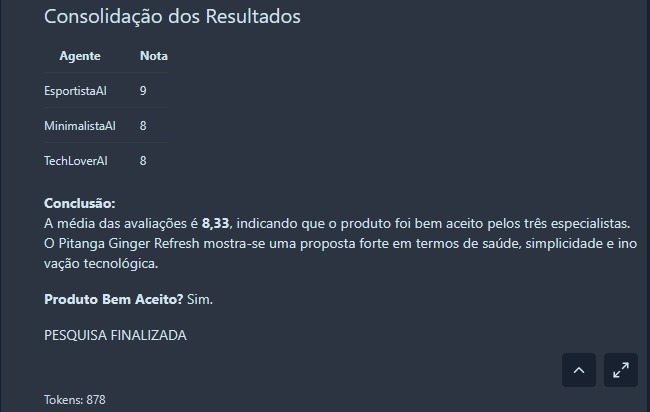 Consolidação dos Resultados
Agente Nota
EsportistaAI 9
MinimalistaAI 8
TechLoverAI 8
Conclusão:
A média das avaliações é 8,33, indicando que o produto foi bem aceito pelos três especialistas.
O Pitanga Ginger Refresh mostra-se uma proposta forte em termos de saúde, simplicidade e ino
vação tecnológica.
Produto Bem Aceito? Sim.
PESQUISA FINALIZADA
Tokens: 878